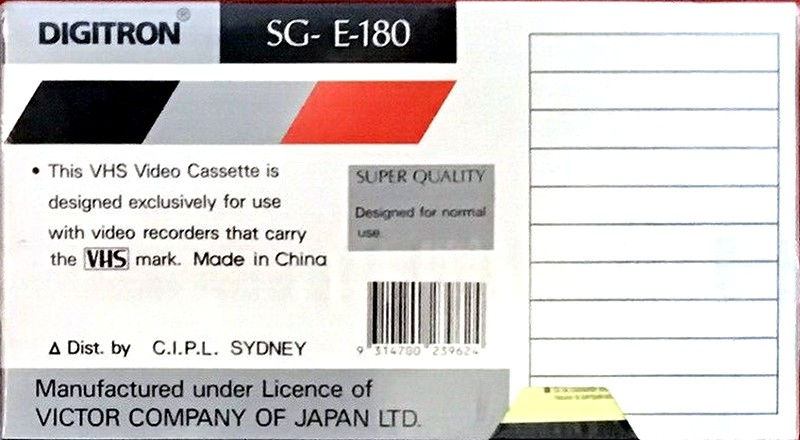 DIGITRON®
SG- E-180
• This VHS Video Cassette is
designed exclusively for use
with video recorders that carry
the VHS mark. Made in China
SUPER QUALITY
Designed for normal
use.
9 314700 239624
Δ Dist. by C.I.P.L. SYDNEY
Manufactured under Licence of
VICTOR COMPANY OF JAPAN LTD.